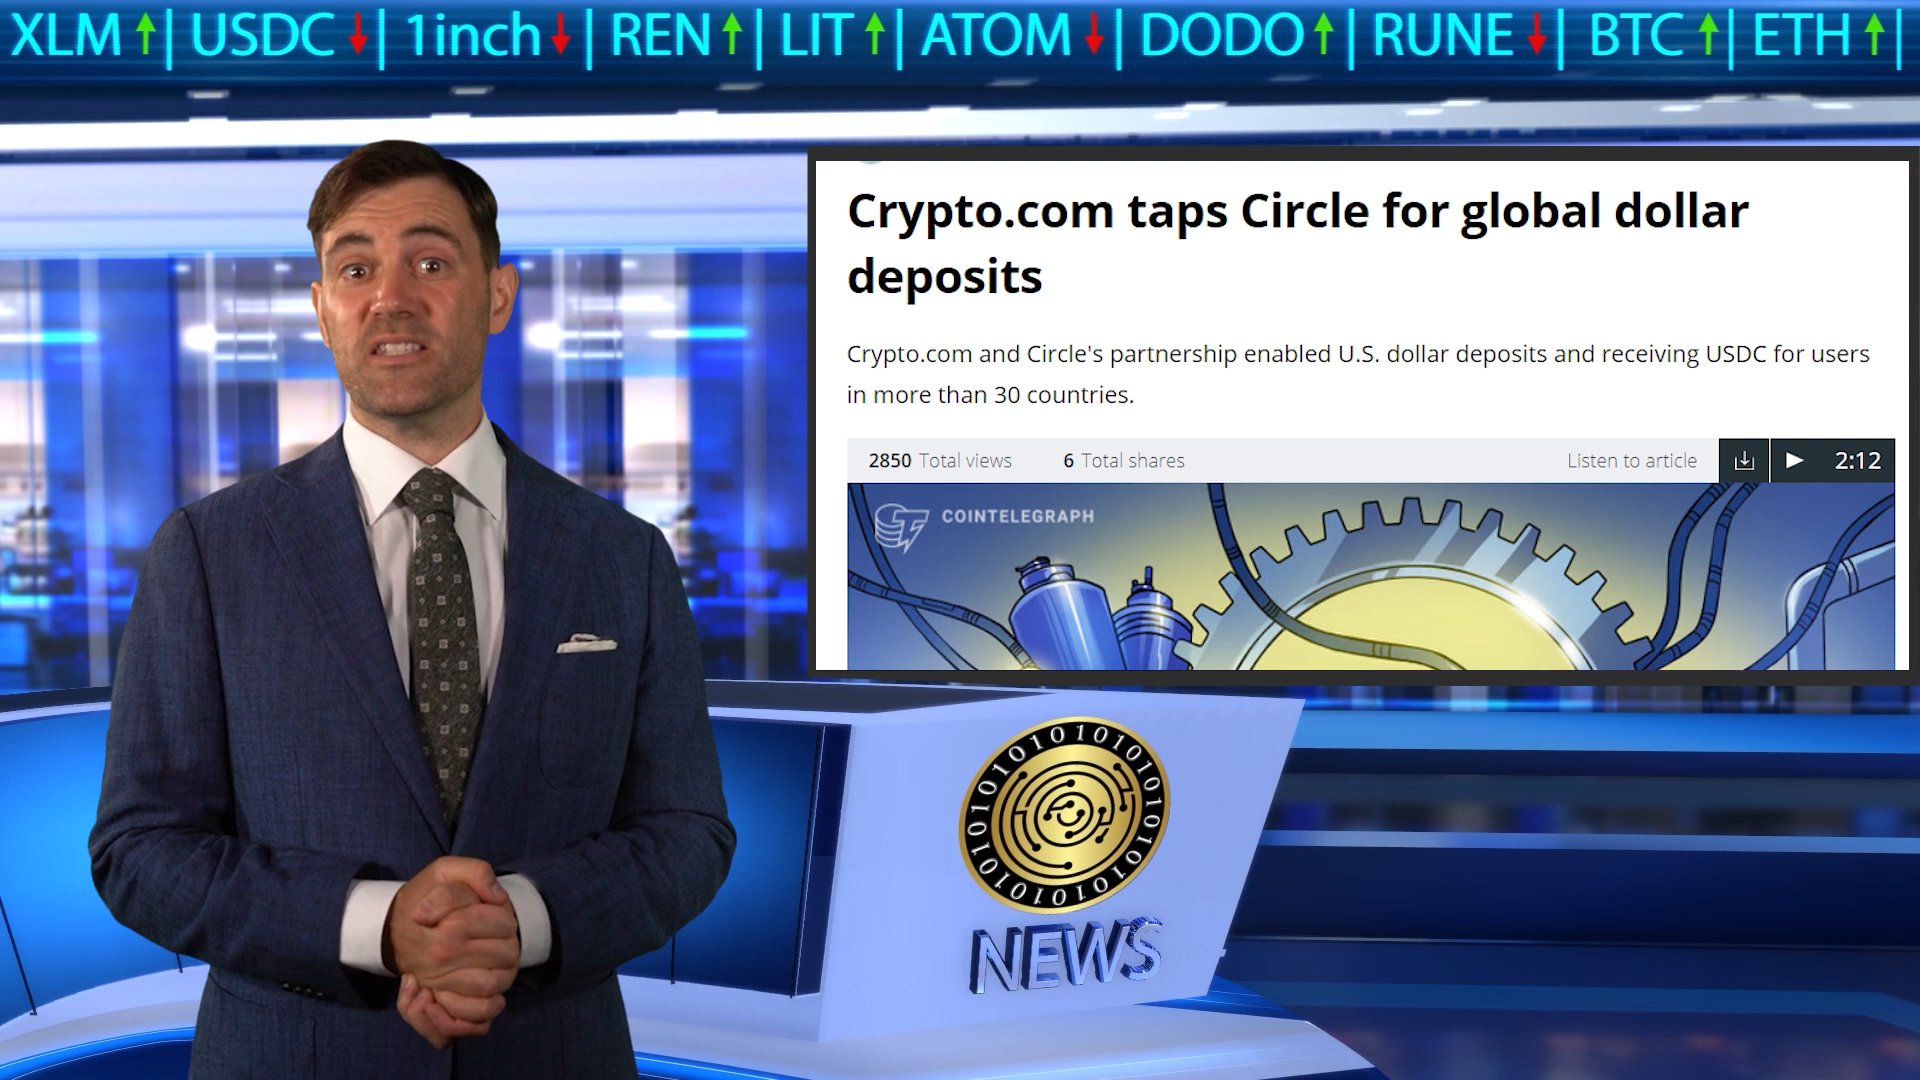 XLM ↑ | USDC ↓ | 1inch ↓ | REN ↑ | LIT ↑ | ATOM ↓ | DODO ↑ | RUNE ↓ | BTC ↑ | ETH ↑ |
Crypto.com taps Circle for global dollar
deposits
Crypto.com and Circle's partnership enabled U.S. dollar deposits and receiving USDC for users
in more than 30 countries.
2850 Total views 6 Total shares Listen to article 2:12
COINTELEGRAPH
NEWS